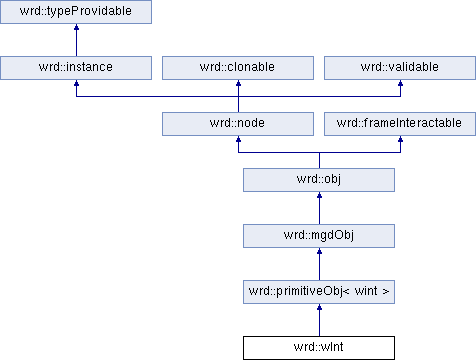 wrd::typeProvidable
wrd::instance
wrd::clonable
wrd::validable
wrd::node
wrd::frameInteractable
wrd::obj
wrd::mgdObj
wrd::primitiveObj< wint >
wrd::wInt